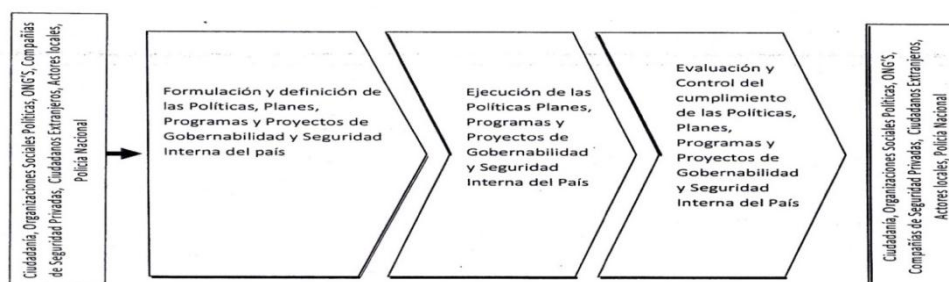 Ciudadanía, Organizaciones Sociales Políticas, ONG'S, Compañías
de Seguridad Privadas, Ciudadanos Extranjeros, Actores locales,
Policía Nacional
Formulación y definición de
las Políticas, Planes,
Programas y Proyectos de
Gobernabilidad y Seguridad
Interna del país
Ejecución de las
Políticas Planes,
Programas y
Proyectos de
Gobernabilidad
y Seguridad
Interna del País
Evaluación y
Control del
cumplimiento
de las Políticas,
Planes,
Programas y
Proyectos de
Gobernabilidad
y Seguridad
Interna del País
Ciudadanía, Organizaciones Sociales Políticas, ONG'S,
Compañías de Seguridad Privadas, Ciudadanos Extranjeros,
Actores locales, Policía Nacional